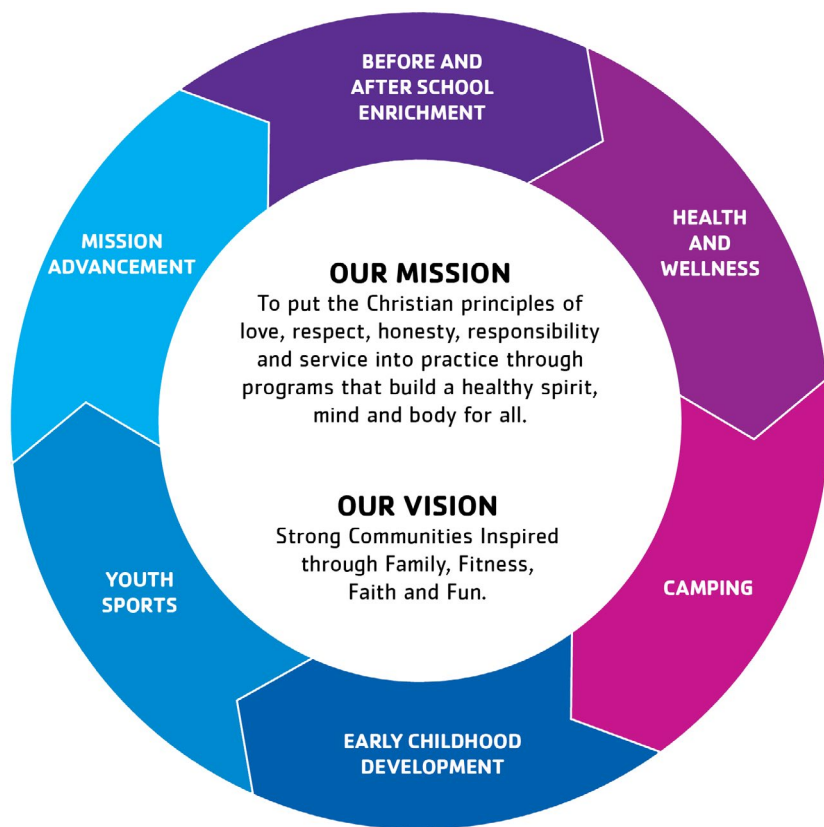 BEFORE AND
AFTER SCHOOL
ENRICHMENT
HEALTH
AND
WELLNESS
CAMPING
EARLY CHILDHOOD
DEVELOPMENT
YOUTH
SPORTS
MISSION
ADVANCEMENT
OUR MISSION
To put the Christian principles of
love, respect, honesty, responsibility
and service into practice through
programs that build a healthy spirit,
mind and body for all.
OUR VISION
Strong Communities Inspired
through Family, Fitness,
Faith and Fun.